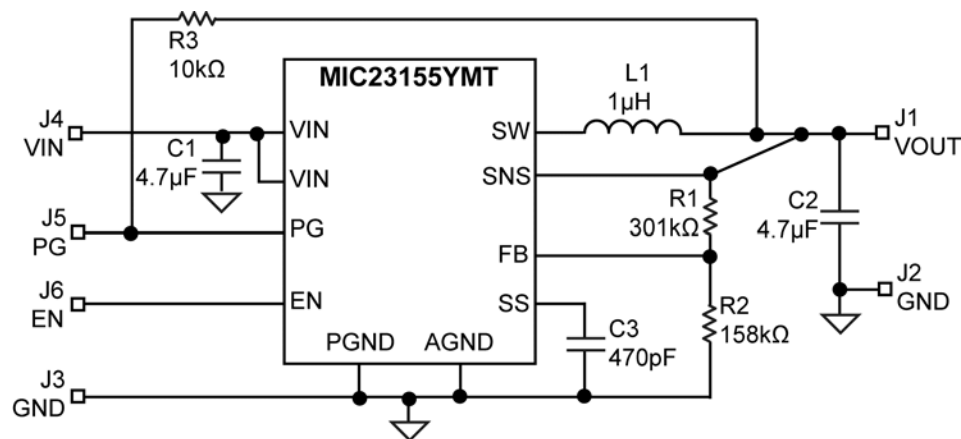 R3
10kΩ
MIC23155YMT
L1
1µH
J4
VIN
C1
4.7µF
VIN
VIN
SW
SNS
J1
VOUT
R1
301kΩ
C2
4.7µF
J5
PG
PG
FB
J6
EN
EN
SS
J2
GND
R2
158kΩ
C3
470pF
PGND
AGND
J3
GND